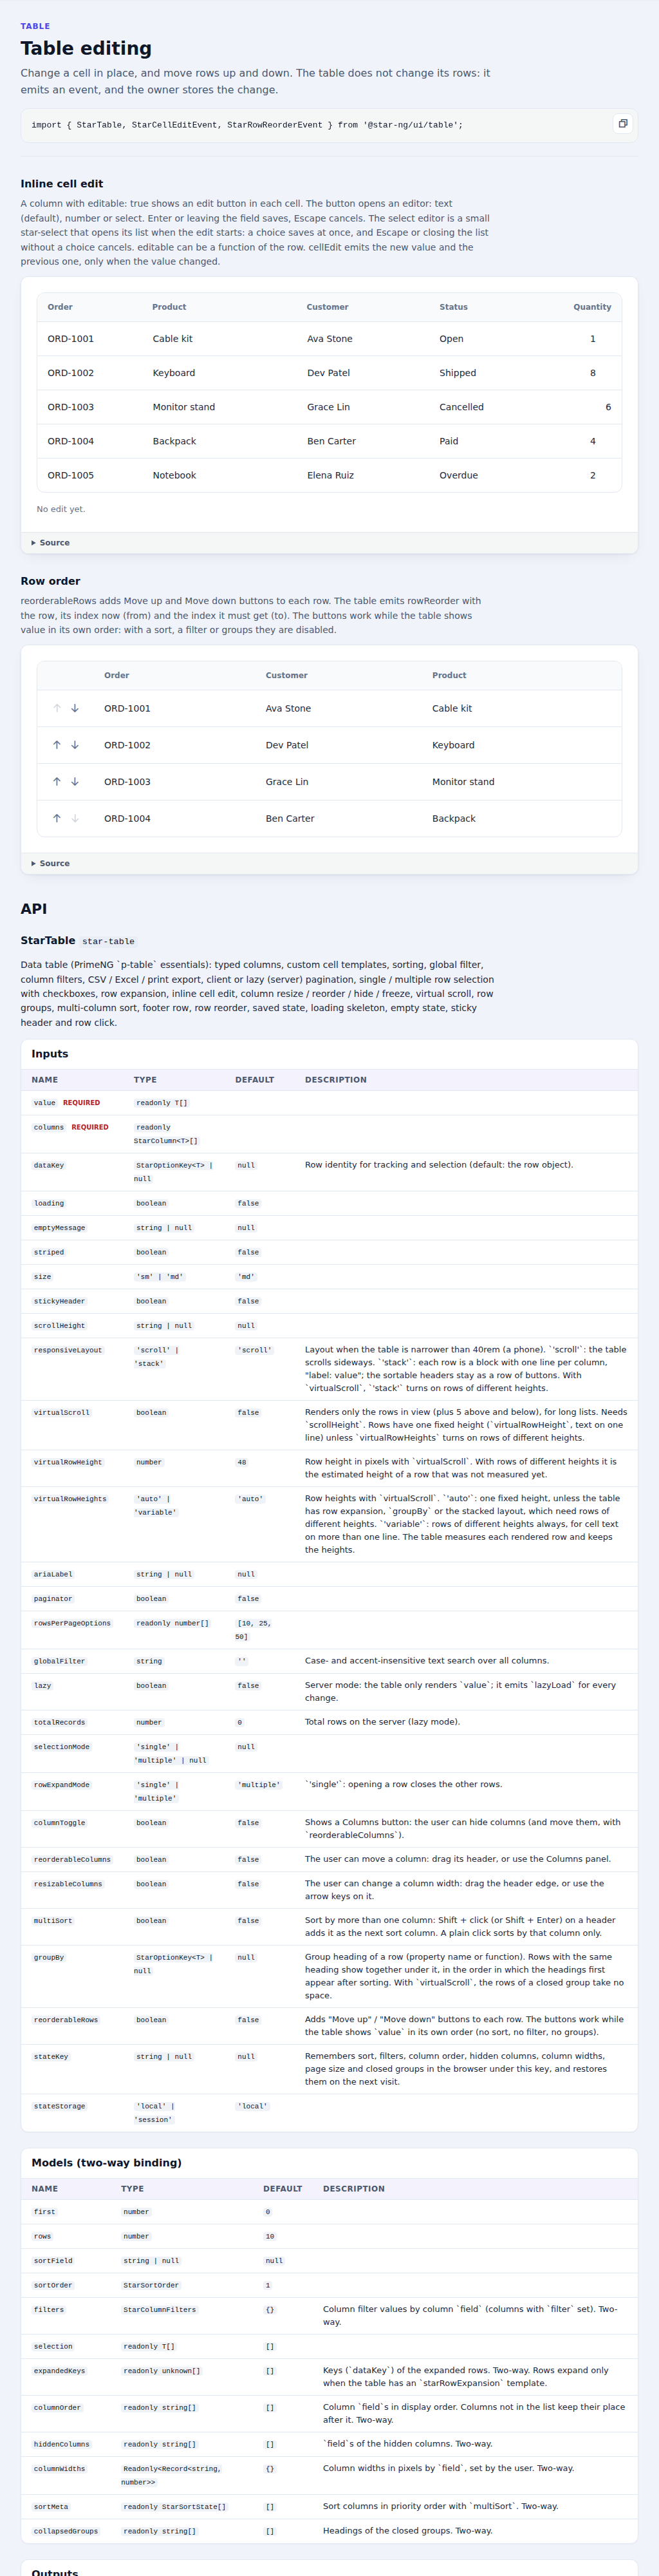 TABLE
Table editing
Change a cell in place, and move rows up and down. The table does not change its rows: it
emits an event, and the owner stores the change.
import { StarTable, StarCellEditEvent, StarRowReorderEvent } from '@star-ng/ui/table';
Inline cell edit
A column with editable: true shows an edit button in each cell. The button opens an editor: text
(default), number or select. Enter or leaving the field saves, Escape cancels. The select editor is a small
star-select that opens its list when the edit starts: a choice saves at once, and Escape or closing the list
without a choice cancels. editable can be a function of the row. cellEdit emits the new value and the
previous one, only when the value changed.
Order Product Customer Status Quantity
ORD-1001 Cable kit Ava Stone Open 1
ORD-1002 Keyboard Dev Patel Shipped 8
ORD-1003 Monitor stand Grace Lin Cancelled 6
ORD-1004 Backpack Ben Carter Paid 4
ORD-1005 Notebook Elena Ruiz Overdue 2
No edit yet.
Source
Row order
reorderableRows adds Move up and Move down buttons to each row. The table emits rowReorder with
the row, its index now (from) and the index it must get (to). The buttons work while the table shows
value in its own order: with a sort, a filter or groups they are disabled.
Order Customer Product
ORD-1001 Ava Stone Cable kit
ORD-1002 Dev Patel Keyboard
ORD-1003 Grace Lin Monitor stand
ORD-1004 Ben Carter Backpack
Source
API
StarTable star-table
Data table (PrimeNG `p-table` essentials): typed columns, custom cell templates, sorting, global filter,
column filters, CSV / Excel / print export, client or lazy (server) pagination, single / multiple row selection
with checkboxes, row expansion, inline cell edit, column resize / reorder / hide / freeze, virtual scroll, row
groups, multi-column sort, footer row, row reorder, saved state, loading skeleton, empty state, sticky
header and row click.
Inputs
NAME TYPE DEFAULT DESCRIPTION
value REQUIRED readonly T[]
columns REQUIRED readonly
StarColumn<T>[]
dataKey StarOptionKey<T> | null Row identity for tracking and selection (default: the row object).
null
loading boolean false
emptyMessage string | null null
striped boolean false
size 'sm' | 'md' 'md'
stickyHeader boolean false
scrollHeight string | null null
responsiveLayout 'scroll' | 'scroll' Layout when the table is narrower than 40rem (a phone). `'scroll'`: the table
'stack' scrolls sideways. `'stack'`: each row is a block with one line per column,
"label: value"; the sortable headers stay as a row of buttons. With
`virtualScroll`, `'stack'` turns on rows of different heights.
virtualScroll boolean false Renders only the rows in view (plus 5 above and below), for long lists. Needs
`scrollHeight`. Rows have one fixed height (`virtualRowHeight`, text on one
line) unless `virtualRowHeights` turns on rows of different heights.
virtualRowHeight number 48 Row height in pixels with `virtualScroll`. With rows of different heights it is
the estimated height of a row that was not measured yet.
virtualRowHeights 'auto' | 'auto' Row heights with `virtualScroll`. `'auto'`: one fixed height, unless the table
'variable' has row expansion, `groupBy` or the stacked layout, which need rows of
different heights. `'variable'`: rows of different heights always, for cell text
on more than one line. The table measures each rendered row and keeps
the heights.
ariaLabel string | null null
paginator boolean false
rowsPerPageOptions readonly number[] [10, 25,
50]
globalFilter string '' Case- and accent-insensitive text search over all columns.
lazy boolean false Server mode: the table only renders `value`; it emits `lazyLoad` for every
change.
totalRecords number 0 Total rows on the server (lazy mode).
selectionMode 'single' | null
'multiple' | null
rowExpandMode 'single' | 'multiple' `'single'`: opening a row closes the other rows.
'multiple'
columnToggle boolean false Shows a Columns button: the user can hide columns (and move them, with
`reorderableColumns`).
reorderableColumns boolean false The user can move a column: drag its header, or use the Columns panel.
resizableColumns boolean false The user can change a column width: drag the header edge, or use the
arrow keys on it.
multiSort boolean false Sort by more than one column: Shift + click (or Shift + Enter) on a header
adds it as the next sort column. A plain click sorts by that column only.
groupBy StarOptionKey<T> | null Group heading of a row (property name or function). Rows with the same
null heading show together under it, in the order in which the headings first
appear after sorting. With `virtualScroll`, the rows of a closed group take no
space.
reorderableRows boolean false Adds "Move up" / "Move down" buttons to each row. The buttons work while
the table shows `value` in its own order (no sort, no filter, no groups).
stateKey string | null null Remembers sort, filters, column order, hidden columns, column widths,
page size and closed groups in the browser under this key, and restores
them on the next visit.
stateStorage 'local' | 'local'
'session'
Models (two-way binding)
NAME TYPE DEFAULT DESCRIPTION
first number 0
rows number 10
sortField string | null null
sortOrder StarSortOrder 1
filters StarColumnFilters {} Column filter values by column `field` (columns with `filter` set). Two-
way.
selection readonly T[] []
expandedKeys readonly unknown[] [] Keys (`dataKey`) of the expanded rows. Two-way. Rows expand only
when the table has an `starRowExpansion` template.
columnOrder readonly string[] [] Column `field`s in display order. Columns not in the list keep their place
after it. Two-way.
hiddenColumns readonly string[] [] `field`s of the hidden columns. Two-way.
columnWidths Readonly<Record<string, {} Column widths in pixels by `field`, set by the user. Two-way.
number>>
sortMeta readonly StarSortState[] [] Sort columns in priority order with `multiSort`. Two-way.
collapsedGroups readonly string[] [] Headings of the closed groups. Two-way.
Outputs